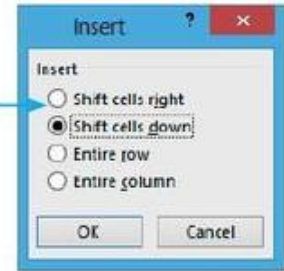 Insert ? ×
Insert
Shift cells right
Shift cells down
Entire row
Entire column
OK Cancel